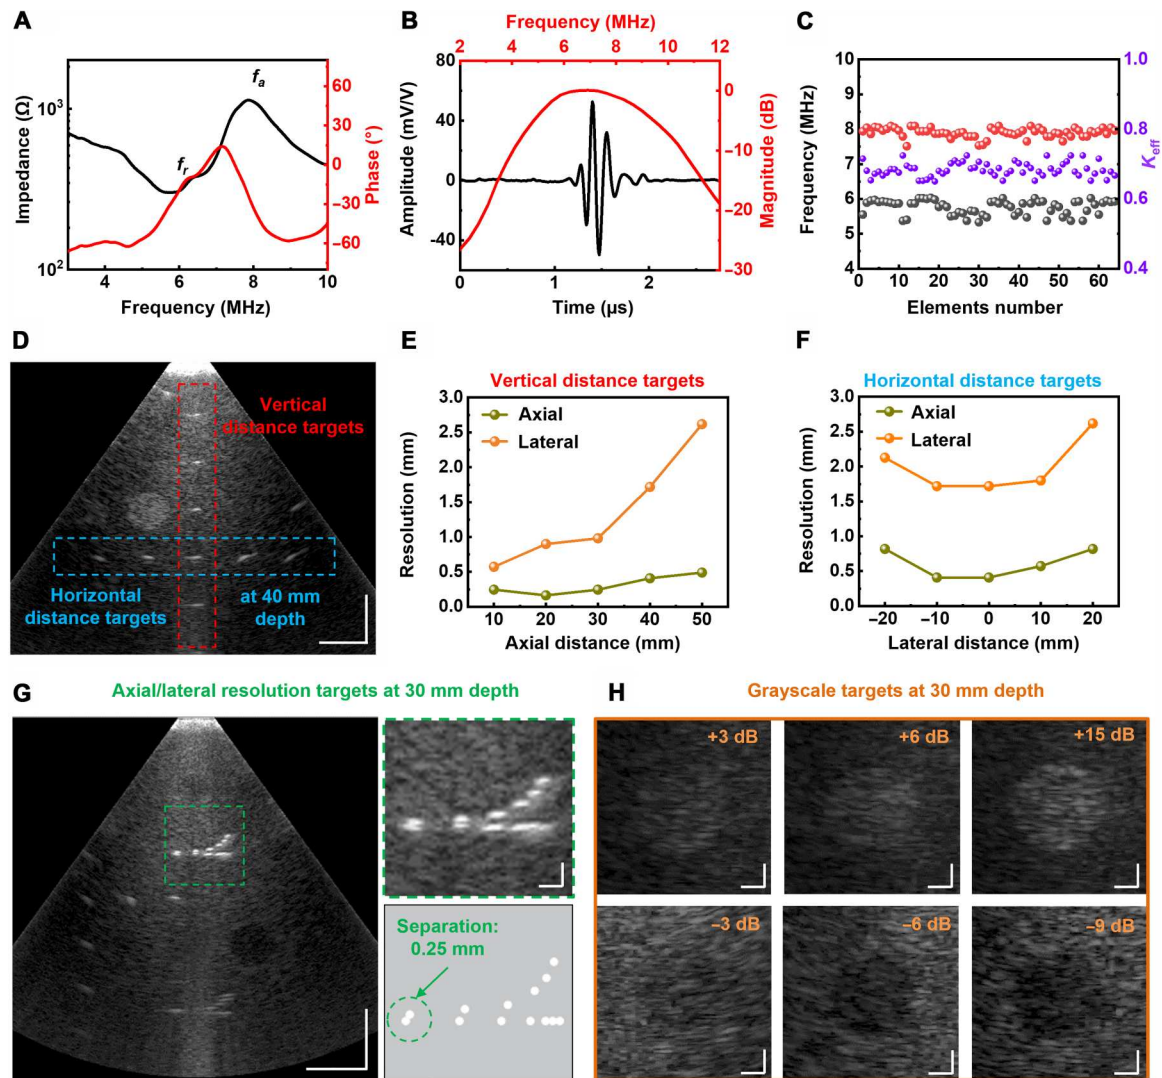 A
Impedance (Ω)
10³
10²
fᵣ
fₐ
60
30
0
−30
−60
Phase (°)
4
6
8
10
Frequency (MHz)
B
Frequency (MHz)
2
4
6
8
10
12
Amplitude (mV/V)
80
40
0
−40
0
−10
−20
−30
Magnitude (dB)
0
1
2
Time (μs)
C
Frequency (MHz)
10
9
8
7
6
5
4
1.0
0.8
0.6
0.4
K_eff
0
10
20
30
40
50
60
Elements number
D
Vertical
distance targets
Horizontal
distance targets
at 40 mm
depth
E
Vertical distance targets
Axial
Lateral
Resolution (mm)
3.0
2.5
2.0
1.5
1.0
0.5
0.0
10
20
30
40
50
Axial distance (mm)
F
Horizontal distance targets
Axial
Lateral
Resolution (mm)
3.0
2.5
2.0
1.5
1.0
0.5
0.0
−20
−10
0
10
20
Lateral distance (mm)
G
Axial/lateral resolution targets at 30 mm depth
Separation:
0.25 mm
H
Grayscale targets at 30 mm depth
+3 dB
+6 dB
+15 dB
−3 dB
−6 dB
−9 dB